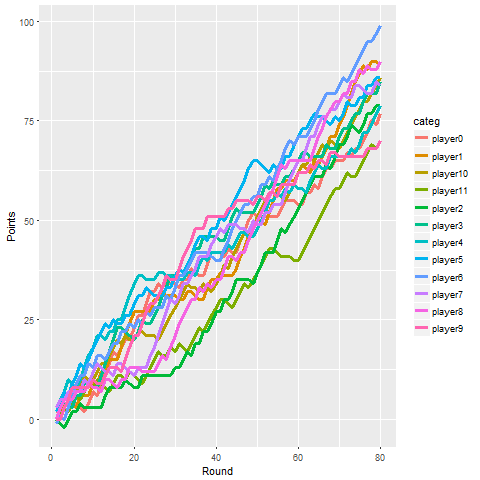 100
75
50
25
0
Points
0
20
40
60
80
Round
categ
player0
player1
player10
player11
player2
player3
player4
player5
player6
player7
player8
player9